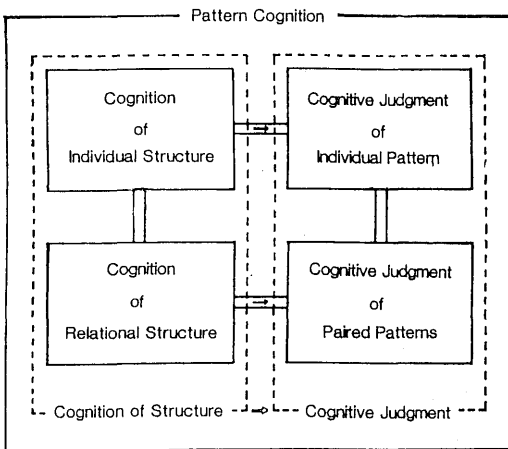 Pattern Cognition
Cognition
of
Individual Structure
Cognitive Judgment
of
Individual Pattern
Cognition
of
Relational Structure
Cognitive Judgment
of
Paired Patterns
Cognition of Structure
Cognitive Judgment